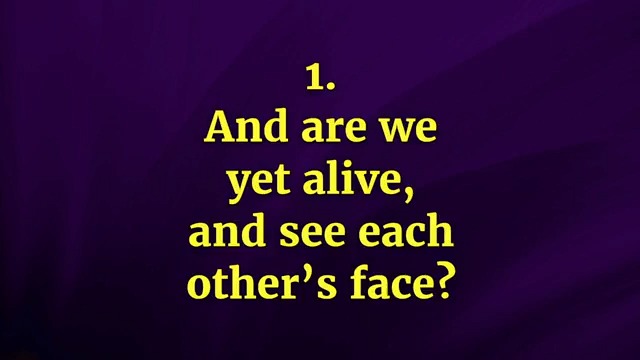 1.
And are we
yet alive,
and see each
other’s face?